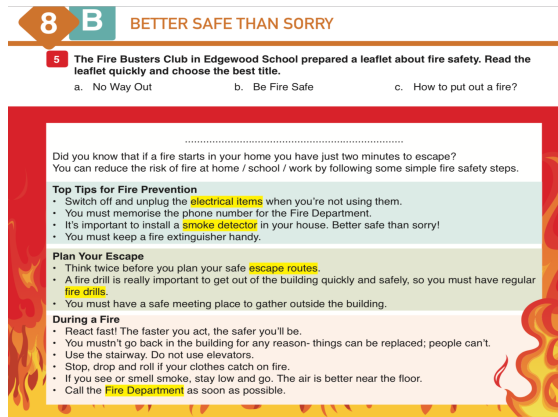 8 B BETTER SAFE THAN SORRY
5 The Fire Busters Club in Edgewood School prepared a leaflet about fire safety. Read the
leaflet quickly and choose the best title.
a. No Way Out b. Be Fire Safe c. How to put out a fire?
................................................................................
Did you know that if a fire starts in your home you have just two minutes to escape?
You can reduce the risk of fire at home / school / work by following some simple fire safety steps.
Top Tips for Fire Prevention
• Switch off and unplug the electrical items when you're not using them.
• You must memorise the phone number for the Fire Department.
• It's important to install a smoke detector in your house. Better safe than sorry!
• You must keep a fire extinguisher handy.
Plan Your Escape
• Think twice before you plan your safe escape routes.
• A fire drill is really important to get out of the building quickly and safely, so you must have regular
fire drills.
• You must have a safe meeting place to gather outside the building.
During a Fire
• React fast! The faster you act, the safer you'll be.
• You mustn't go back in the building for any reason- things can be replaced; people can't.
• Use the stairway. Do not use elevators.
• Stop, drop and roll if your clothes catch on fire.
• If you see or smell smoke, stay low and go. The air is better near the floor.
• Call the Fire Department as soon as possible.